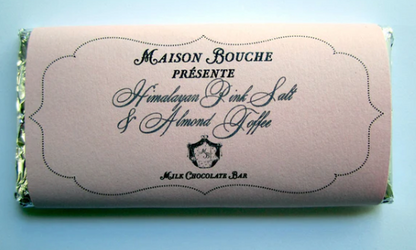 Maison Bouche
présente
Himalayan Pink Salt
& Almond Toffee
Milk Chocolate Bar